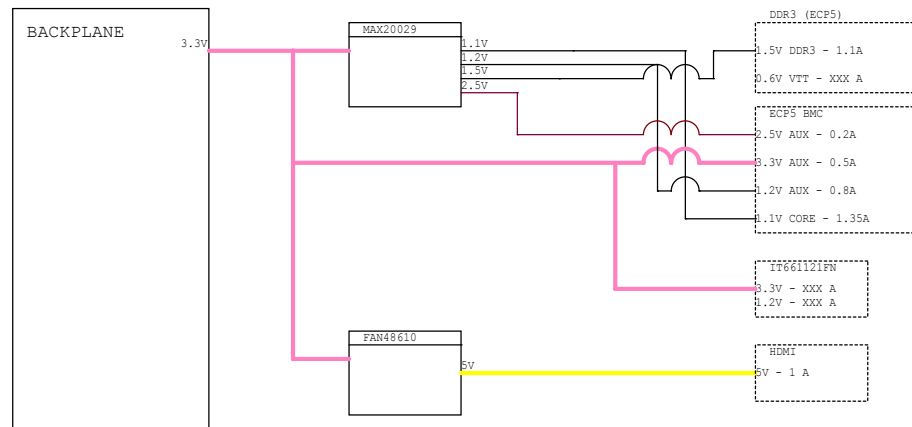 BACKPLANE
3.3V
MAX20029
1.1V
1.2V
1.5V
2.5V
DDR3 (ECP5)
1.5V DDR3 - 1.1A
0.6V VTT - XXX A
ECP5 BMC
2.5V AUX - 0.2A
3.3V AUX - 0.5A
1.2V AUX - 0.8A
1.1V CORE - 1.35A
IT661121FN
3.3V - XXX A
1.2V - XXX A
FAN48610
5V
HDMI
5V - 1 A